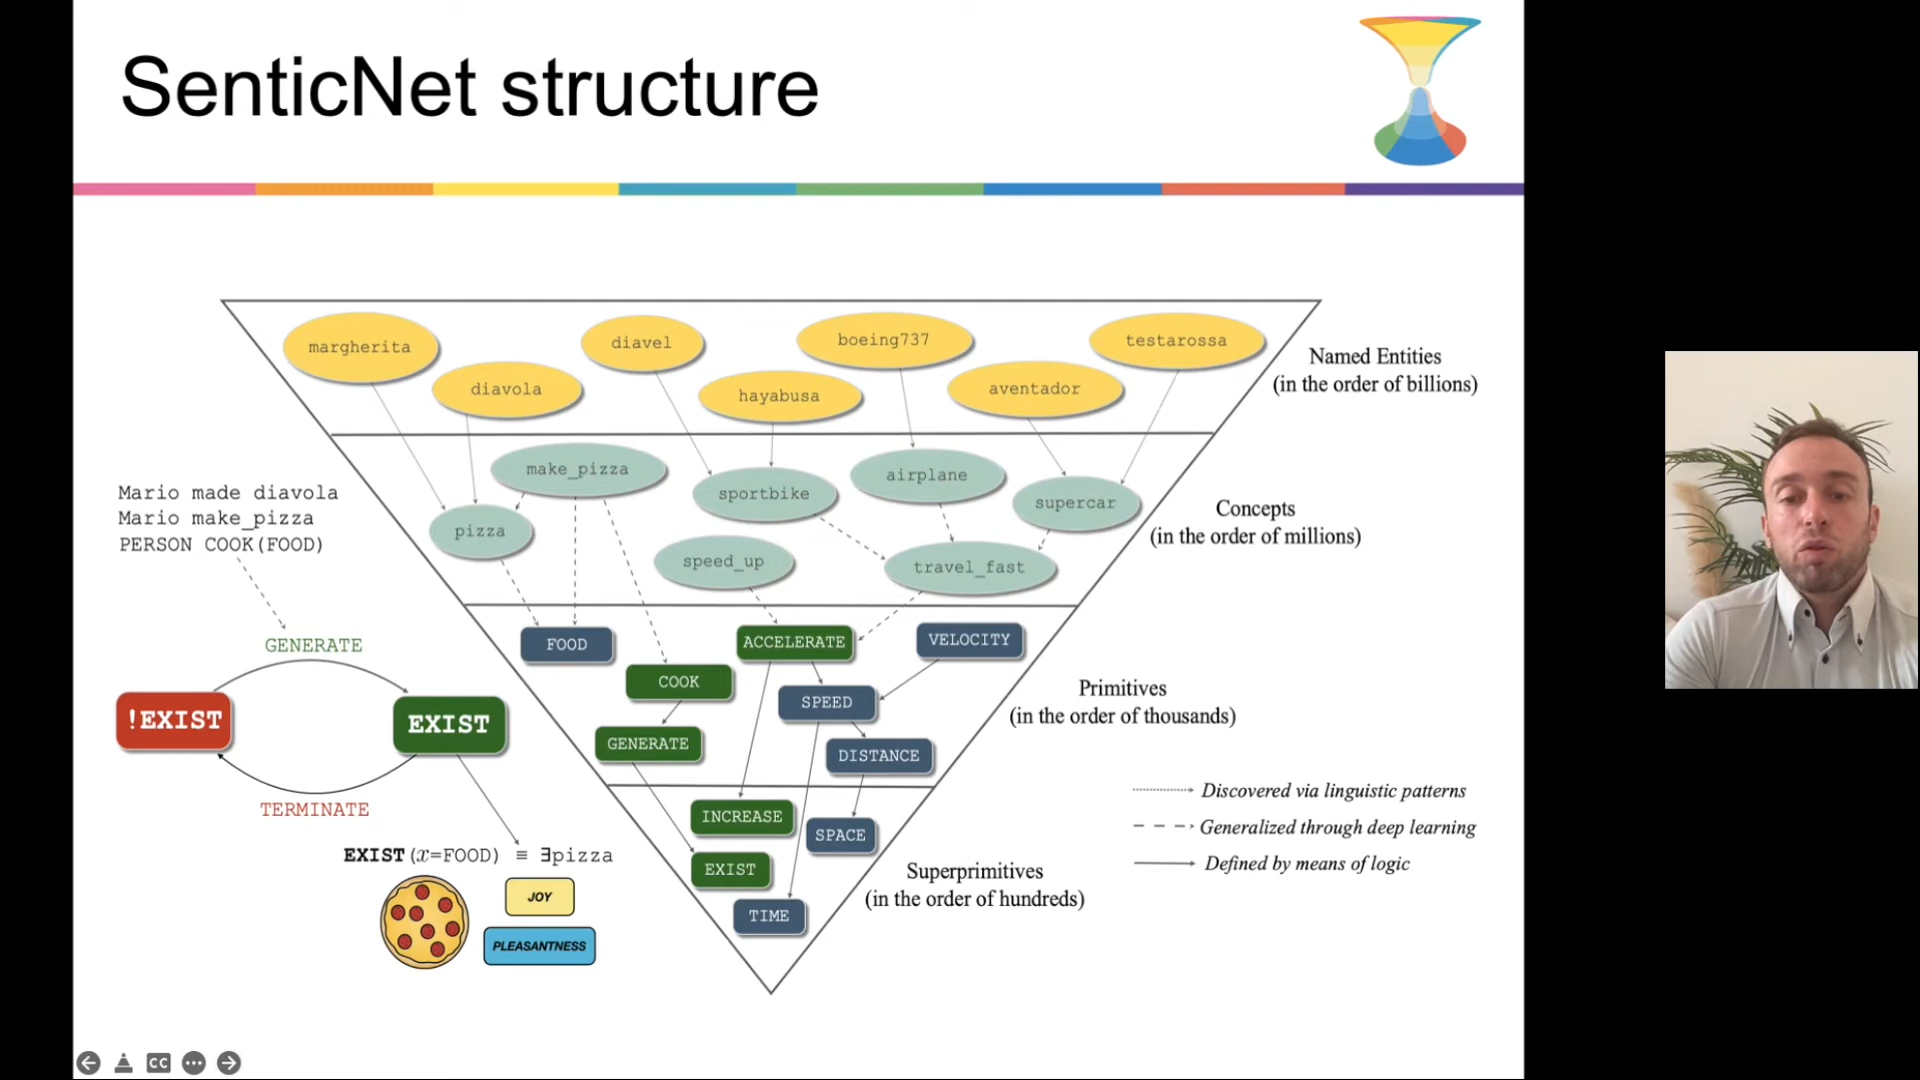 SenticNet structure
margherita
diavola
diavel
hayabusa
boeing737
aventador
testarossa
Named Entities
(in the order of billions)
make_pizza
pizza
sportbike
speed_up
airplane
travel_fast
supercar
Concepts
(in the order of millions)
Mario made diavola
Mario make_pizza
PERSON COOK(FOOD)
GENERATE
!EXIST
EXIST
TERMINATE
EXIST(x=FOOD) ≡ ∃pizza
JOY
PLEASANTNESS
FOOD
COOK
GENERATE
ACCELERATE
VELOCITY
SPEED
DISTANCE
Primitives
(in the order of thousands)
INCREASE
SPACE
EXIST
TIME
Superprimitives
(in the order of hundreds)
Discovered via linguistic patterns
Generalized through deep learning
Defined by means of logic
CC